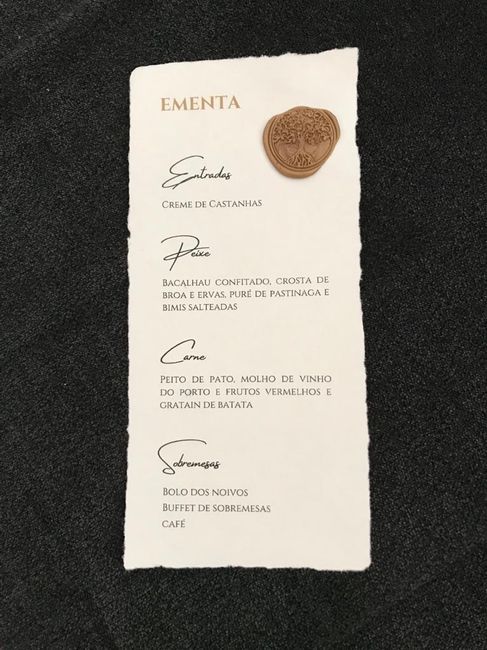 EMENTA
Entradas
CREME DE CASTANHAS
Peixe
BACALHAU CONFITADO, CROSTA DE
BROA E ERVAS, PURÉ DE PASTINAGA E
BIMIS SALTEADAS
Carne
PEITO DE PATO, MOLHO DE VINHO
DO PORTO E FRUTOS VERMELHOS E
GRATAIN DE BATATA
Sobremesas
BOLO DOS NOIVOS
BUFFET DE SOBREMESAS
CAFÉ